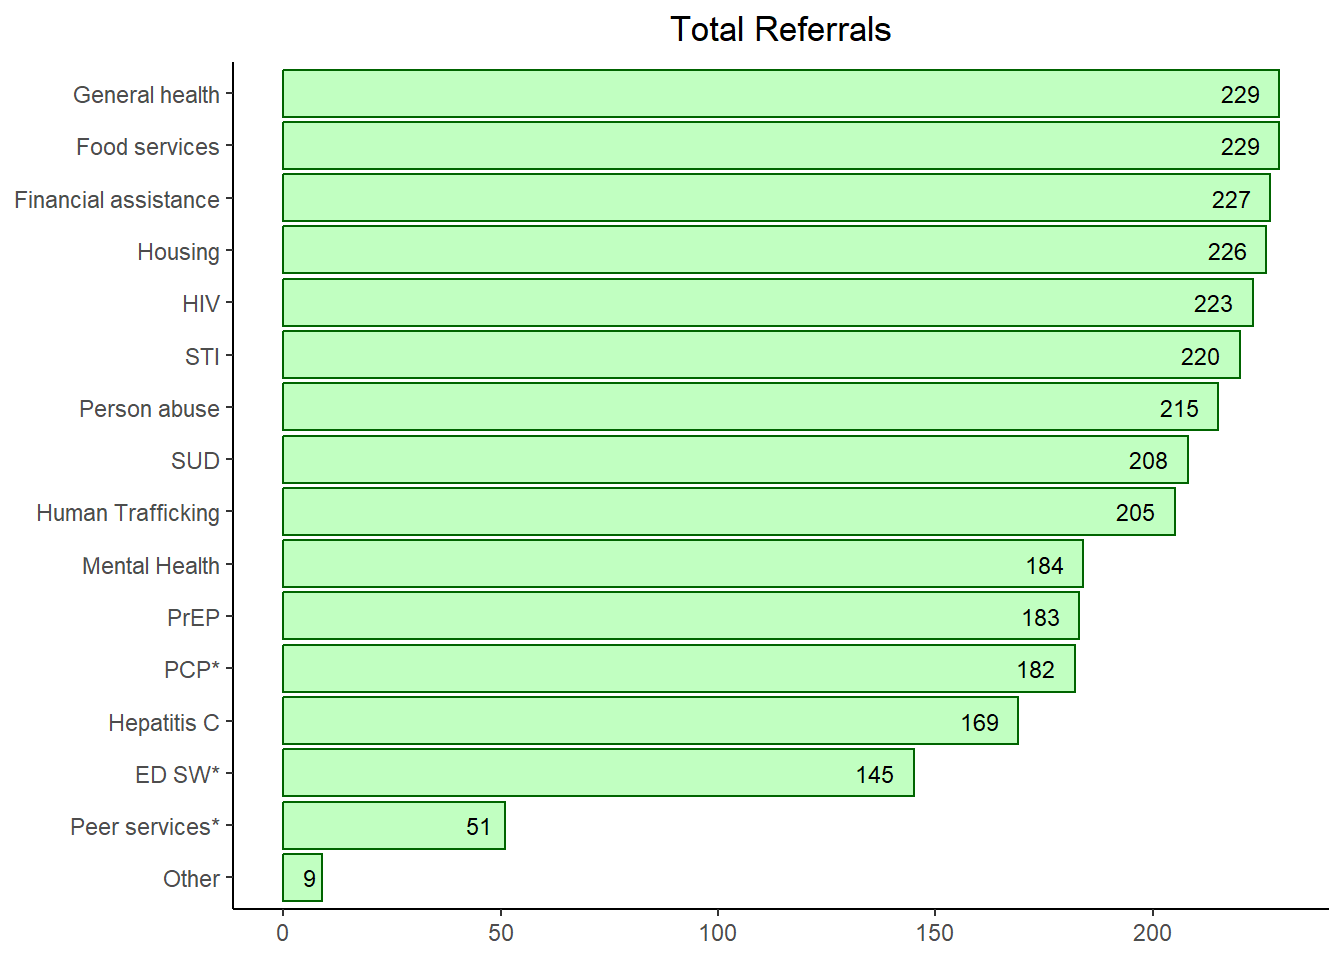 Total Referrals
General health 229
Food services 229
Financial assistance 227
Housing 226
HIV 223
STI 220
Person abuse 215
SUD 208
Human Trafficking 205
Mental Health 184
PrEP 183
PCP* 182
Hepatitis C 169
ED SW* 145
Peer services* 51
Other 9
0 50 100 150 200